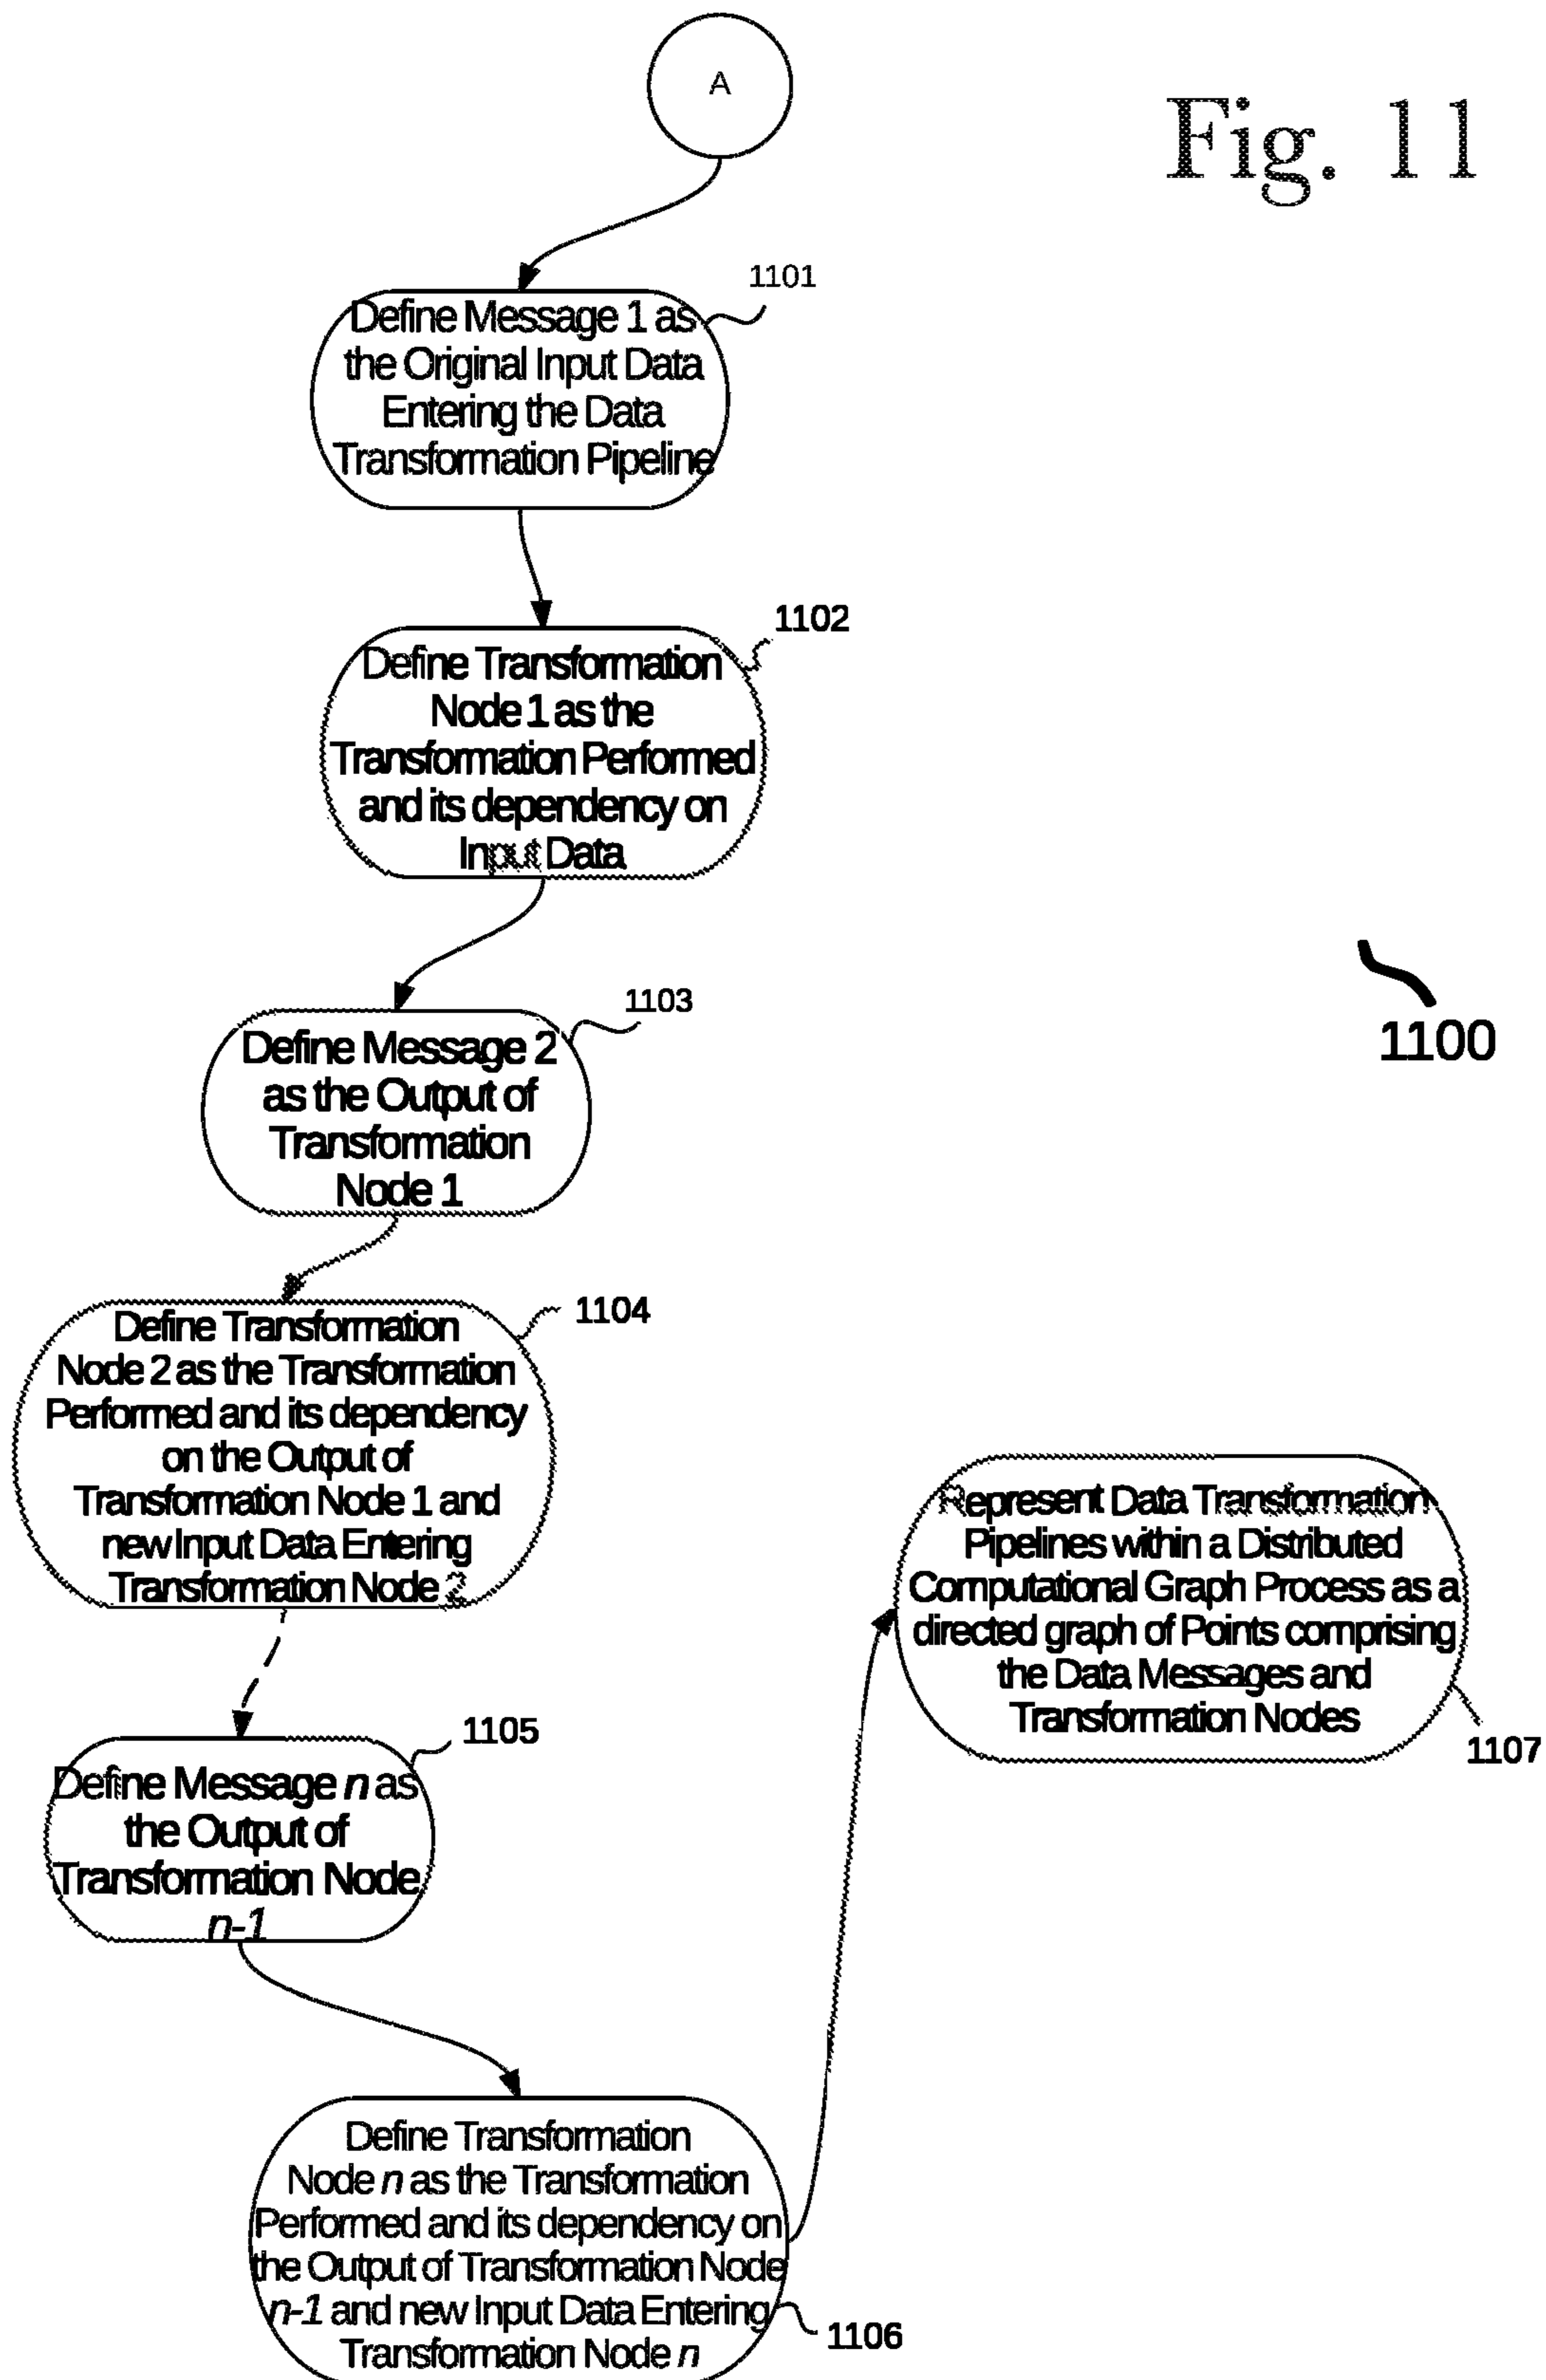 A
Fig. 11
1101
Define Message 1 as
the Original Input Data
Entering the Data
Transformation Pipeline
1102
Define Transformation
Node 1 as the
Transformation Performed
and its dependency on
Input Data
1103
Define Message 2
as the Output of
Transformation
Node 1
1100
1104
Define Transformation
Node 2 as the Transformation
Performed and its dependency
on the Output of
Transformation Node 1 and
new Input Data Entering
Transformation Node 2
1105
Define Message n as
the Output of
Transformation Node
n-1
Define Transformation
Node n as the Transformation
Performed and its dependency on
the Output of Transformation Node
n-1 and new Input Data Entering
Transformation Node n
1106
Represent Data Transformation
Pipelines within a Distributed
Computational Graph Process as a
directed graph of Points comprising
the Data Messages and
Transformation Nodes
1107